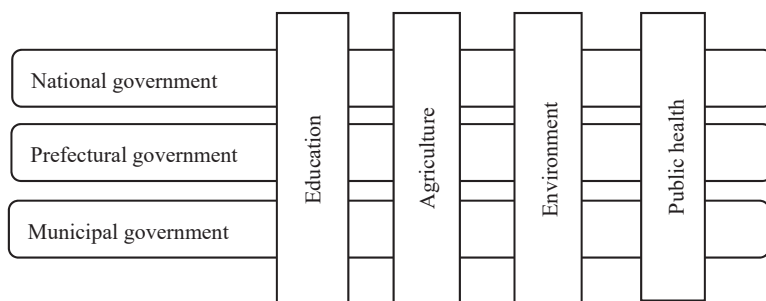 National government
Prefectural government
Municipal government
Education
Agriculture
Environment
Public health